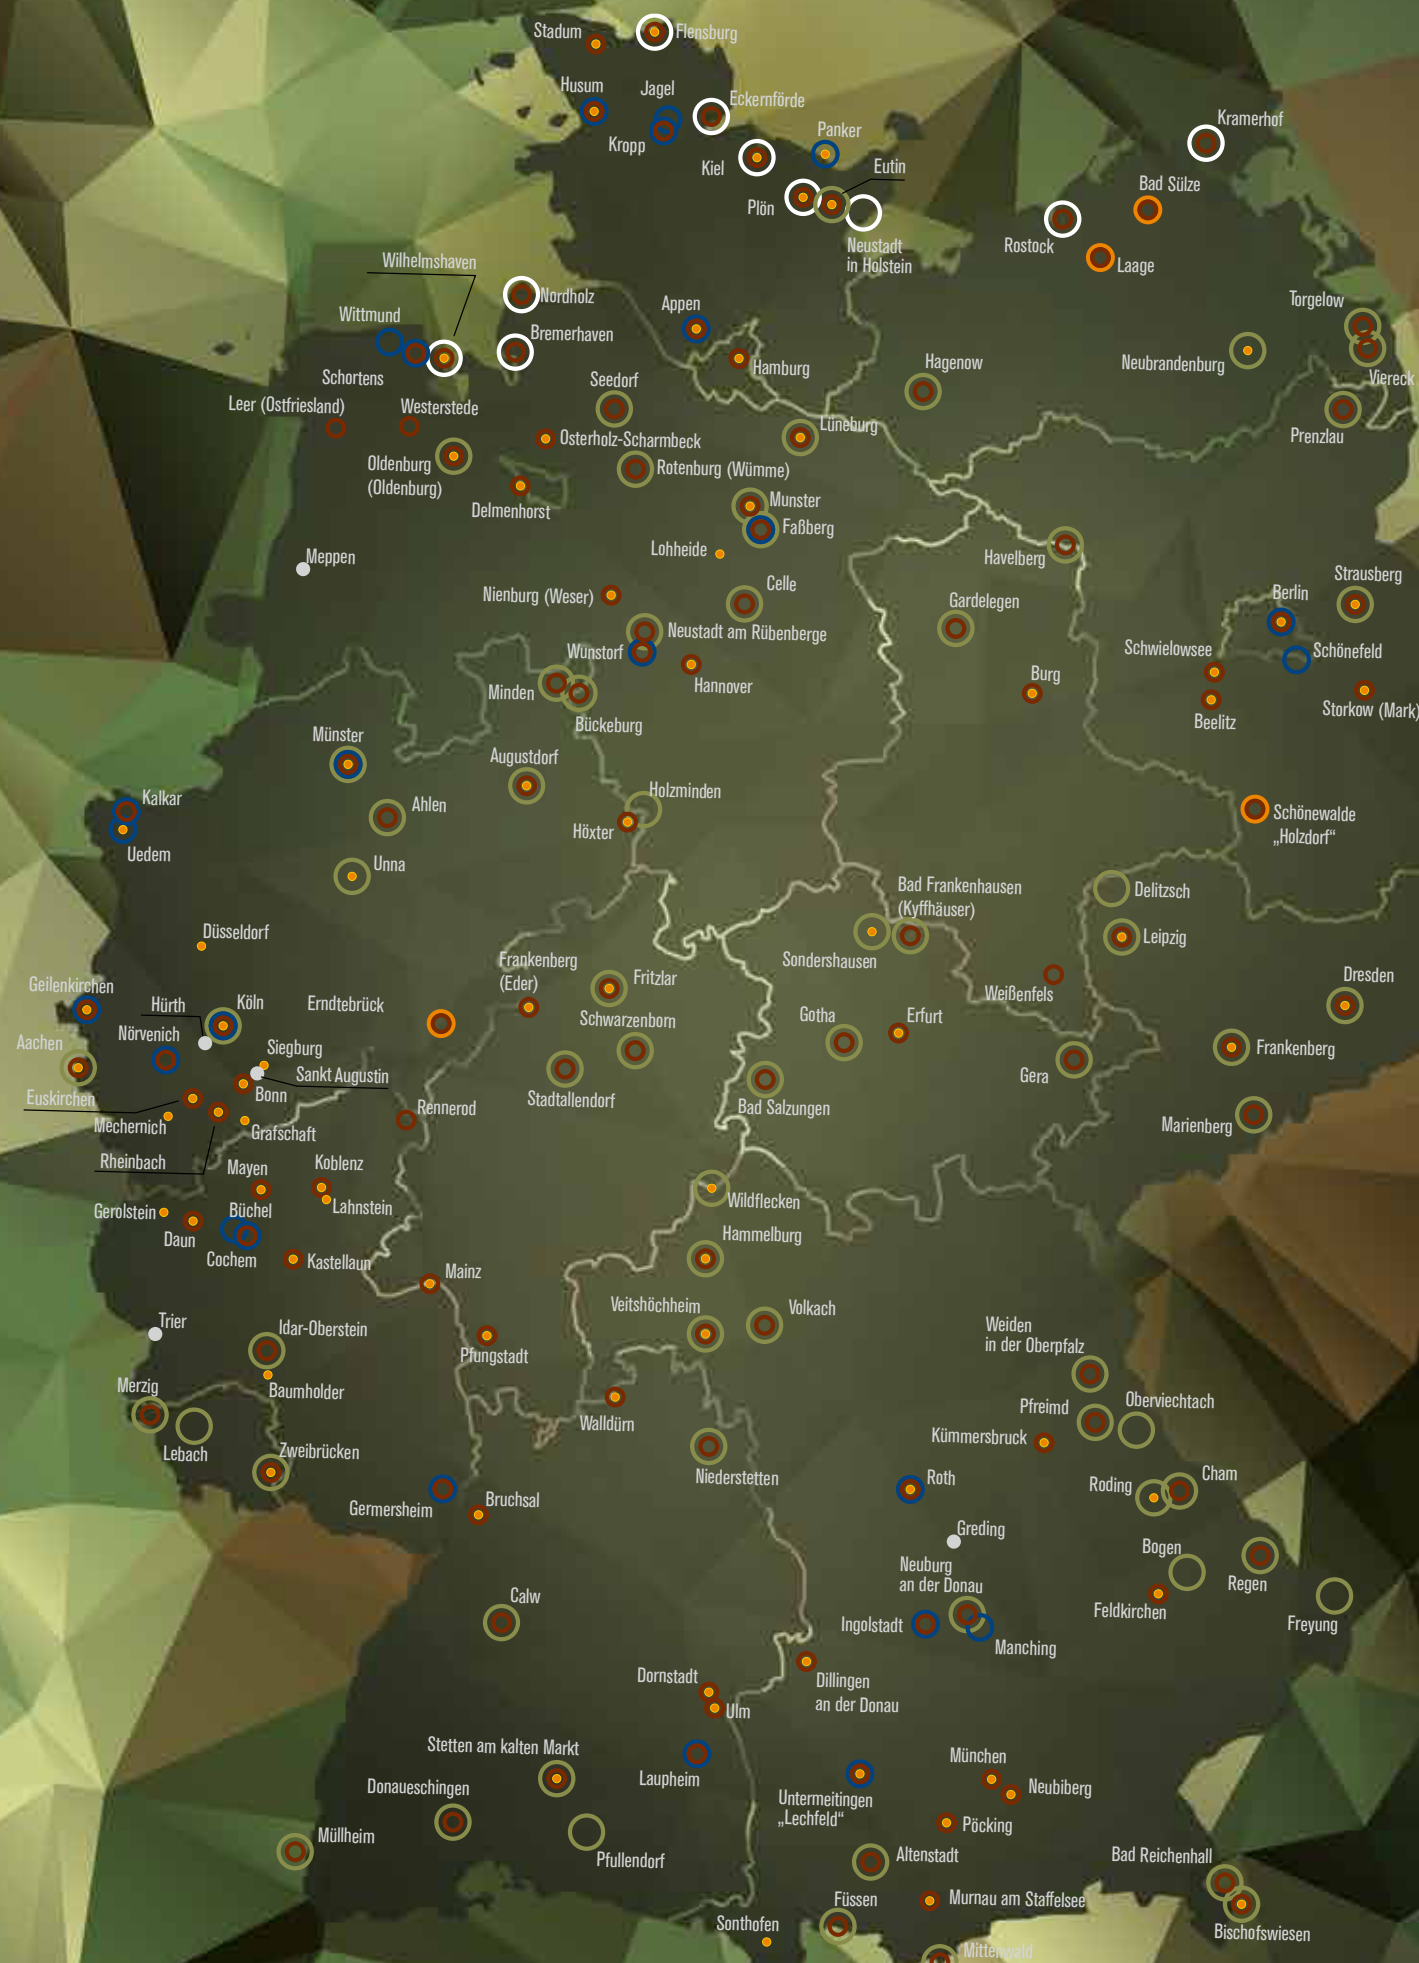 Stadum
Flensburg
Husum
Jagel
Eckernförde
Kropp
Panker
Kiel
Kramerhof
Eutin
Plön
Bad Sülze
Neustadt
in Holstein
Rostock
Laage
Wilhelmshaven
Nordholz
Wittmund
Appen
Torgelow
Bremerhaven
Schortens
Hamburg
Hagenow
Neubrandenburg
Viereck
Seedorf
Leer (Ostfriesland)
Westerstede
Lüneburg
Prenzlau
Osterholz-Scharmbeck
Oldenburg
(Oldenburg)
Rotenburg (Wümme)
Delmenhorst
Munster
Faßberg
Lohheide
Meppen
Havelberg
Celle
Strausberg
Nienburg (Weser)
Gardelegen
Berlin
Neustadt am Rübenberge
Wunstorf
Schwielowsee
Schönefeld
Hannover
Minden
Burg
Storkow (Mark)
Bückeburg
Beelitz
Münster
Augustdorf
Holzminden
Kalkar
Ahlen
Höxter
Schönewalde
„Holzdorf“
Uedem
Unna
Bad Frankenhausen
(Kyffhäuser)
Delitzsch
Düsseldorf
Leipzig
Sondershausen
Frankenberg
(Eder)
Fritzlar
Dresden
Geilenkirchen
Hürth
Köln
Erndtebrück
Weißenfels
Schwarzenborn
Gotha
Erfurt
Nörvenich
Aachen
Siegburg
Frankenberg
Sankt Augustin
Gera
Bonn
Euskirchen
Stadtallendorf
Bad Salzungen
Rennerod
Mechernich
Grafschaft
Marienberg
Rheinbach
Mayen
Koblenz
Gerolstein
Büchel
Lahnstein
Wildflecken
Daun
Cochem
Kastellaun
Hammelburg
Mainz
Veitshöchheim
Volkach
Trier
Idar-Oberstein
Weiden
in der Oberpfalz
Pfungstadt
Merzig
Baumholder
Walldürn
Pfreimd
Oberviechtach
Lebach
Zweibrücken
Kümmersbruck
Niederstetten
Roth
Roding
Cham
Germersheim
Bruchsal
Greding
Bogen
Neuburg
an der Donau
Regen
Calw
Feldkirchen
Freyung
Ingolstadt
Manching
Dornstadt
Dillingen
an der Donau
Ulm
Stetten am kalten Markt
Laupheim
München
Donaueschingen
Untermeitingen
„Lechfeld“
Neubiberg
Pöcking
Müllheim
Pfullendorf
Altenstadt
Bad Reichenhall
Füssen
Murnau am Staffelsee
Sonthofen
Bischofswiesen
Mittenwald